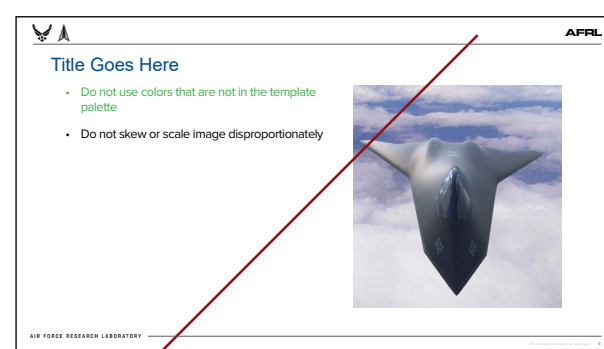 AFRL
Title Goes Here
• Do not use colors that are not in the template
palette
• Do not skew or scale image disproportionately
AIR FORCE RESEARCH LABORATORY